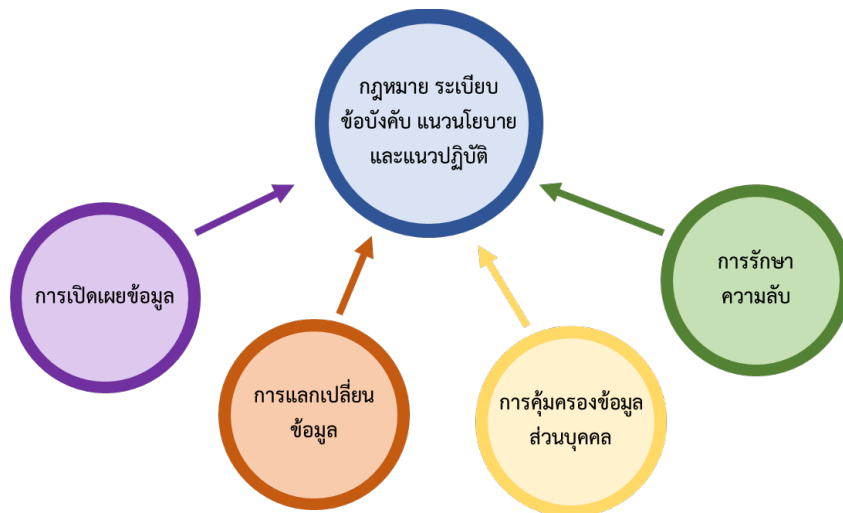 กฎหมาย ระเบียบ
ข้อบังคับ แนวนโยบาย
และแนวปฏิบัติ
การเปิดเผยข้อมูล
การแลกเปลี่ยน
ข้อมูล
การคุ้มครองข้อมูล
ส่วนบุคคล
การรักษา
ความลับ